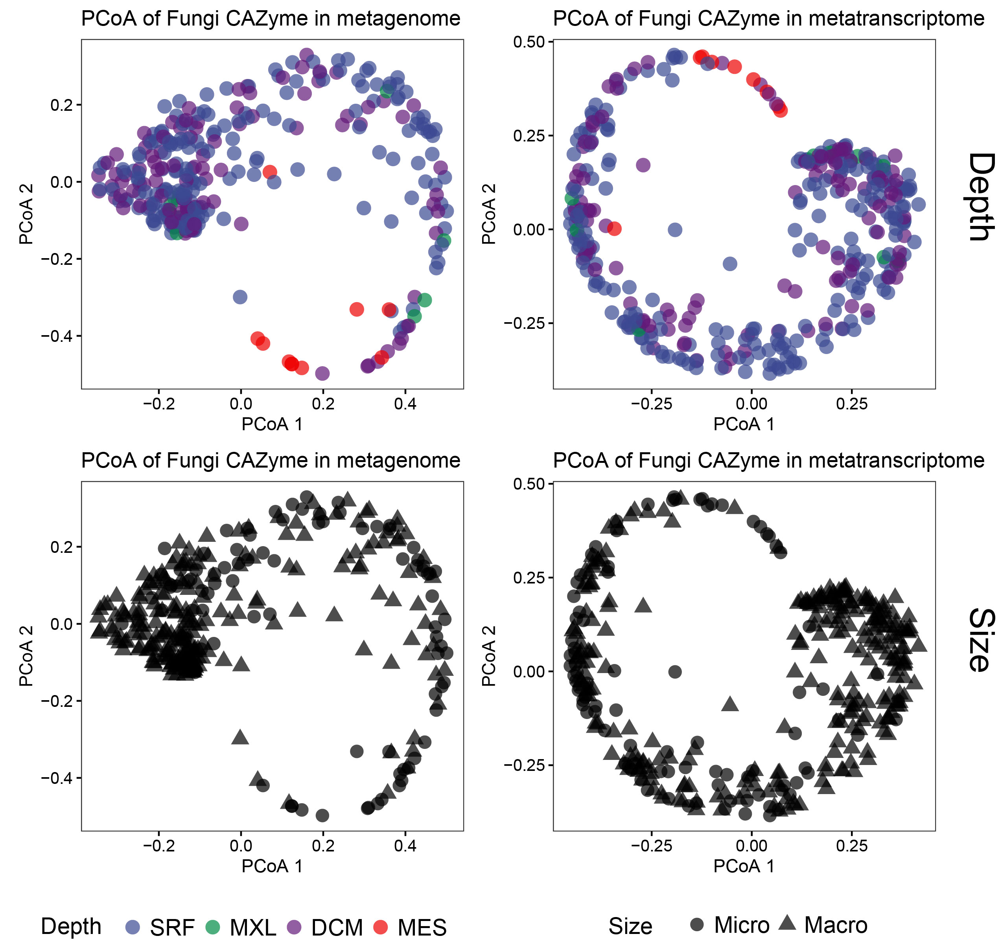 PCoA of Fungi CAZyme in metagenome
PCoA of Fungi CAZyme in metatranscriptome
0.2
0.0
−0.2
−0.4
PCoA 2
−0.2 0.0 0.2 0.4
PCoA 1
0.50
0.25
0.00
−0.25
PCoA 2
−0.25 0.00 0.25
PCoA 1
Depth
PCoA of Fungi CAZyme in metagenome
PCoA of Fungi CAZyme in metatranscriptome
0.2
0.0
−0.2
−0.4
PCoA 2
−0.2 0.0 0.2 0.4
PCoA 1
0.50
0.25
0.00
−0.25
PCoA 2
−0.25 0.00 0.25
PCoA 1
Size
Depth SRF MXL DCM MES
Size Micro Macro